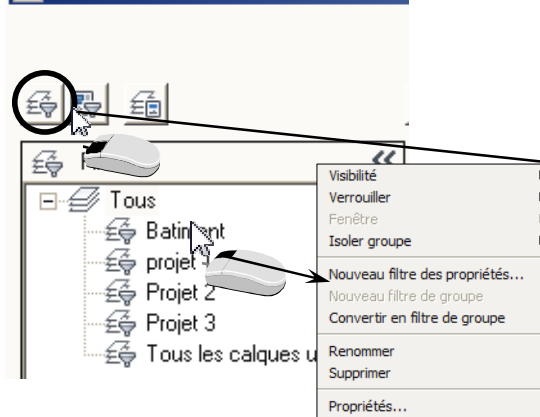 Tous
Batiment
projet 1
Projet 2
Projet 3
Tous les calques u
Visibilité
Verrouiller
Fenêtre
Isoler groupe
Nouveau filtre des propriétés...
Nouveau filtre de groupe
Convertir en filtre de groupe
Renommer
Supprimer
Propriétés...